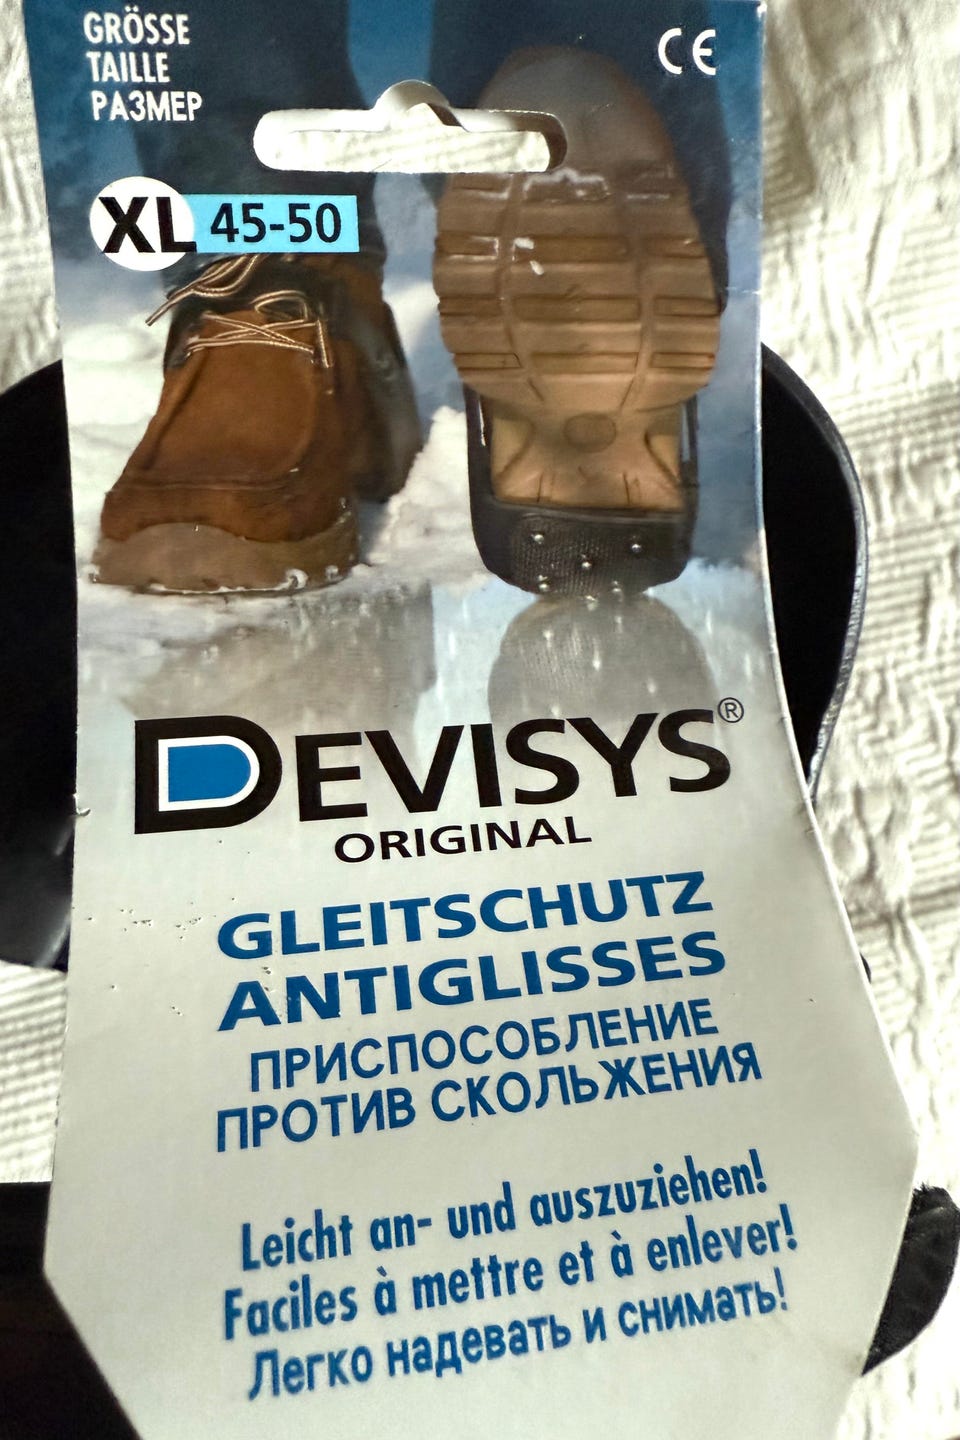 GRÖSSE
TAILLE
РАЗМЕР
CE
XL 45-50
DEVISYS®
ORIGINAL
GLEITSCHUTZ
ANTIGLISSES
ПРИСПОСОБЛЕНИЕ
ПРОТИВ СКОЛЬЖЕНИЯ
Leicht an- und auszuziehen!
Faciles à mettre et à enlever!
Легко надевать и снимать!